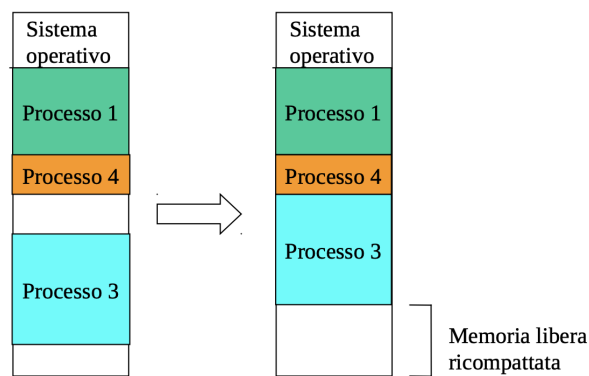 Sistema
operativo
Processo 1
Processo 4
Processo 3
Sistema
operativo
Processo 1
Processo 4
Processo 3
Memoria libera
ricompattata